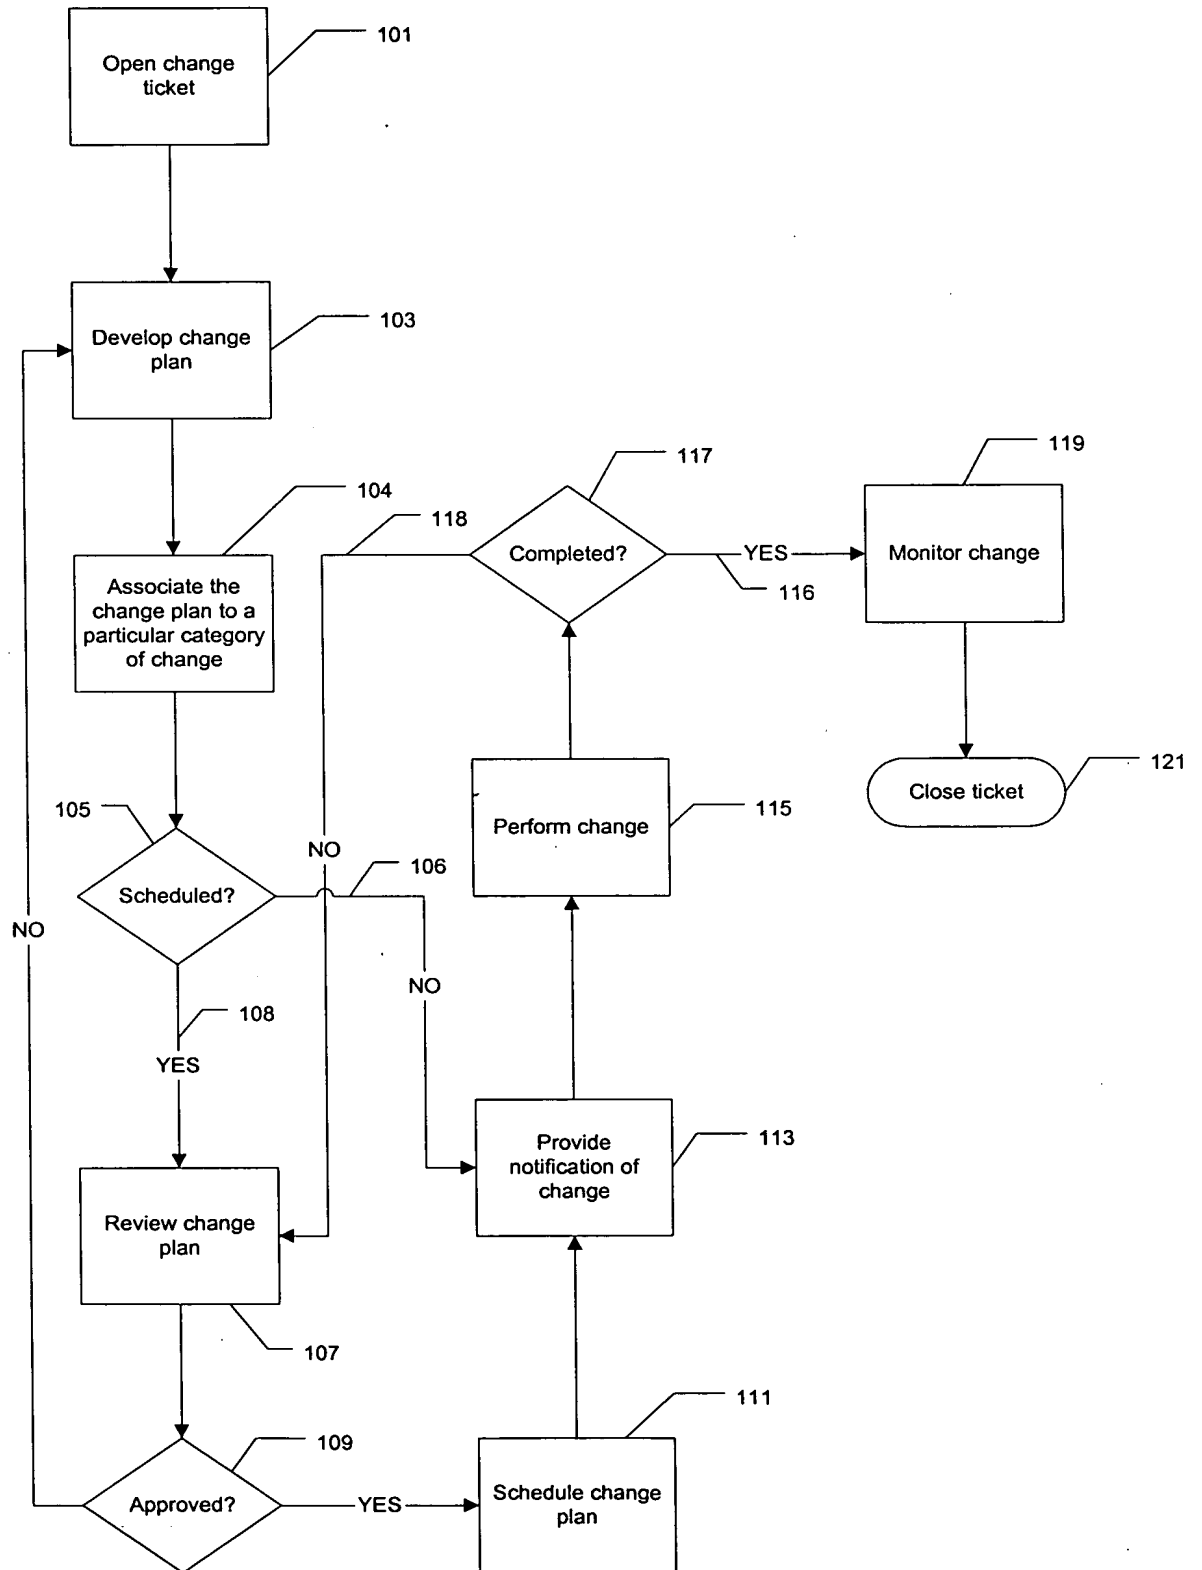 101
Open change
ticket
103
Develop change
plan
104
Associate the
change plan to a
particular category
of change
105
Scheduled?
106
NO
108
YES
NO
NO
Review change
plan
107
109
Approved?
YES
111
Schedule change
plan
113
Provide
notification of
change
115
Perform change
117
118
Completed?
YES
116
119
Monitor change
121
Close ticket